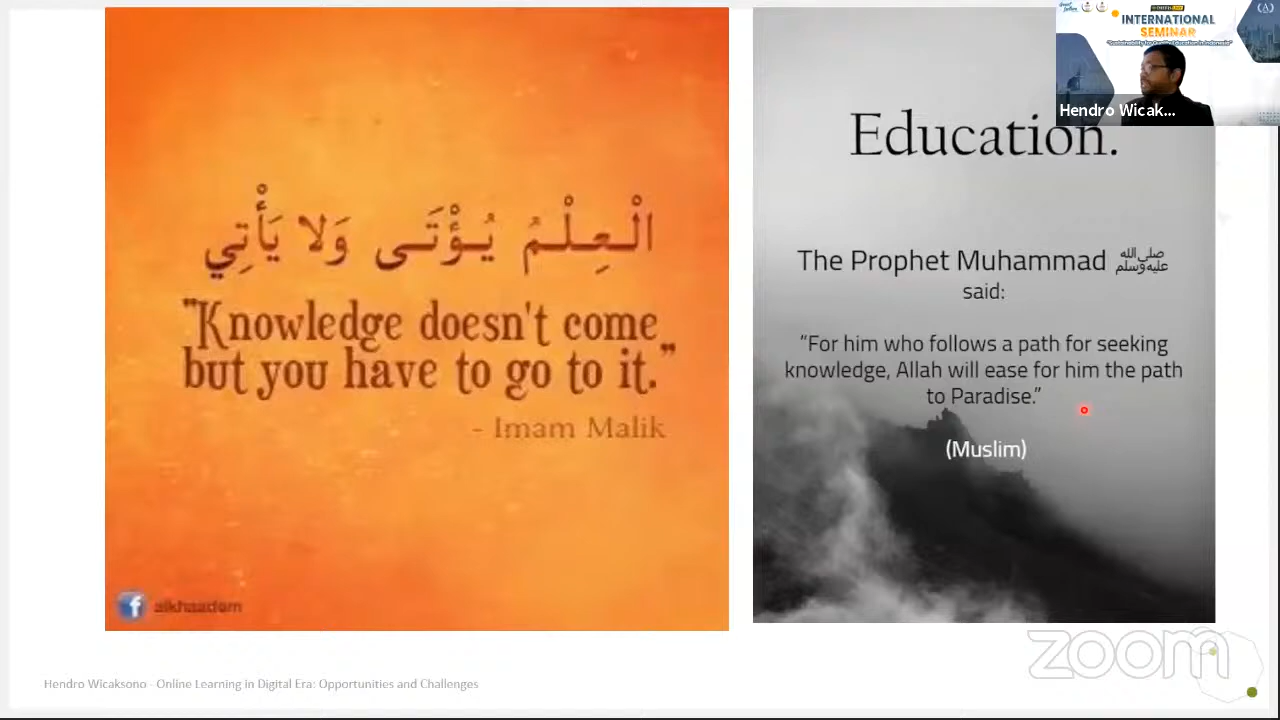 الْعِلْمُ يُؤْتَى وَلا يَأْتِي
"Knowledge doesn't come
but you have to go to it."
- Imam Malik
alkhaadam
Education.
The Prophet Muhammad ﷺ
said:
"For him who follows a path for seeking
knowledge, Allah will ease for him the path
to Paradise."
(Muslim)
INTERNATIONAL
SEMINAR
Hendro Wicak...
zoom
Hendro Wicaksono - Online Learning in Digital Era: Opportunities and Challenges